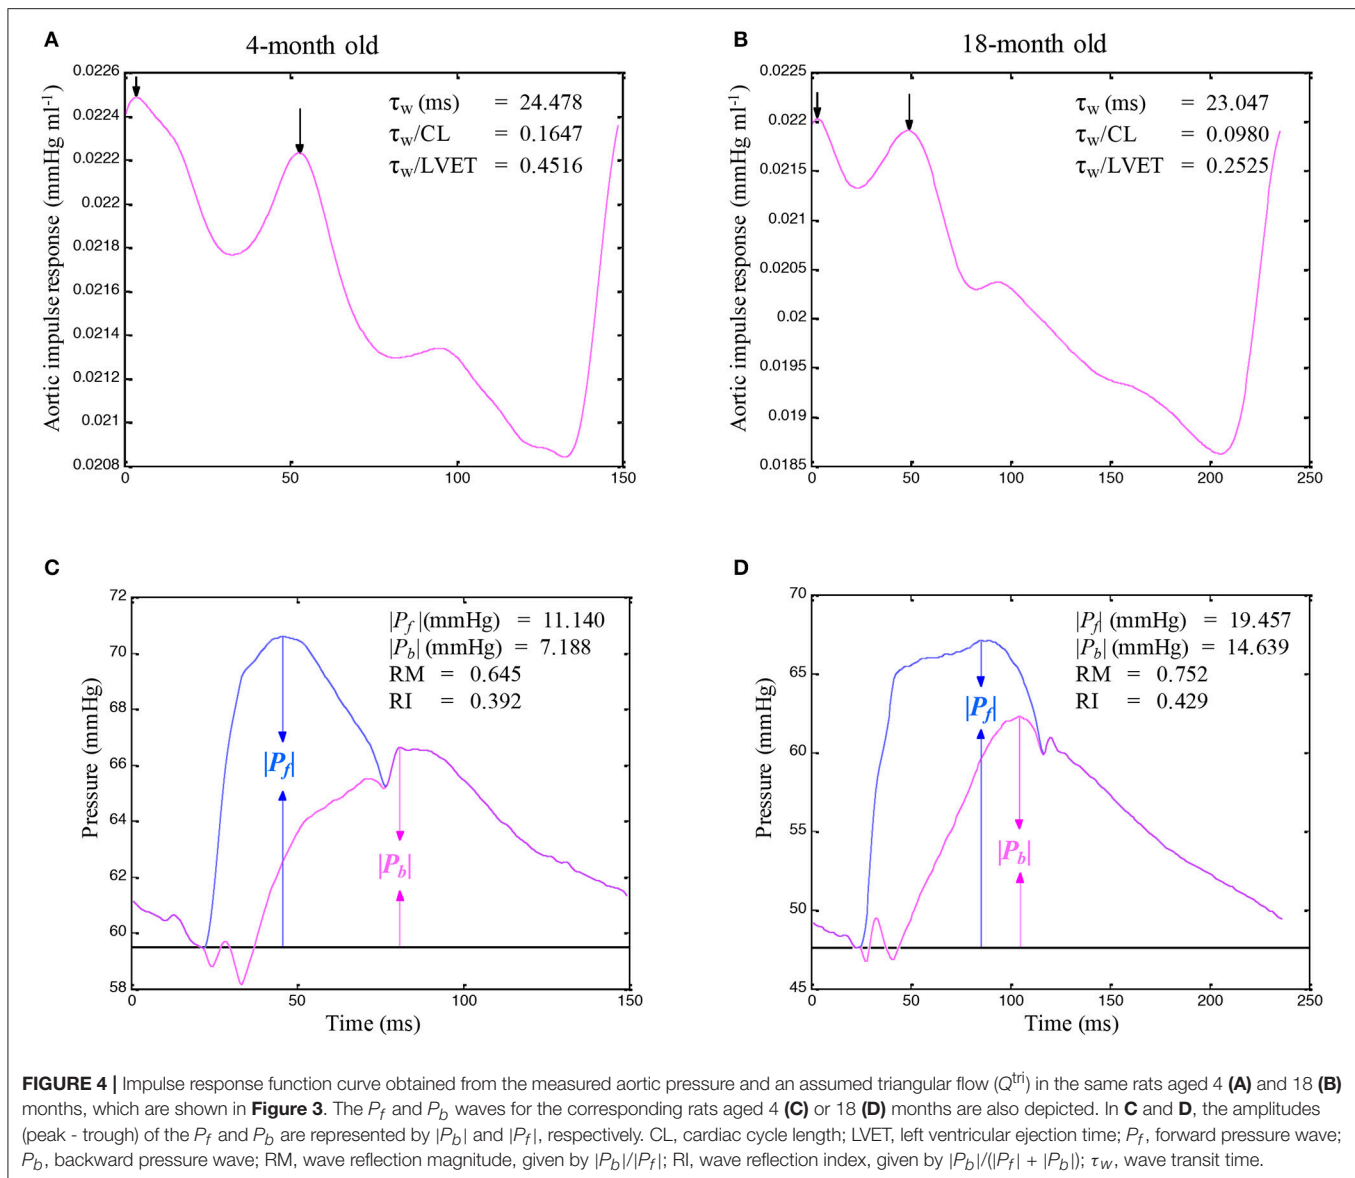 A
4-month old
0.0226
0.0224
0.0222
0.022
0.0218
0.0216
0.0214
0.0212
0.021
0.0208
Aortic impulse response (mmHg ml⁻¹)
τw (ms) = 24.478
τw/CL = 0.1647
τw/LVET = 0.4516
0 50 100 150
B
18-month old
0.0225
0.022
0.0215
0.021
0.0205
0.02
0.0195
0.019
0.0185
Aortic impulse response (mmHg ml⁻¹)
τw (ms) = 23.047
τw/CL = 0.0980
τw/LVET = 0.2525
0 50 100 150 200 250
C
72
70
68
66
64
62
60
58
Pressure (mmHg)
|Pf|(mmHg) = 11.140
|Pb|(mmHg) = 7.188
RM = 0.645
RI = 0.392
|Pf|
|Pb|
0 50 100 150
Time (ms)
D
70
65
60
55
50
45
Pressure (mmHg)
|Pf|(mmHg) = 19.457
|Pb|(mmHg) = 14.639
RM = 0.752
RI = 0.429
|Pf|
|Pb|
0 50 100 150 200 250
Time (ms)
FIGURE 4 | Impulse response function curve obtained from the measured aortic pressure and an assumed triangular flow (Qtri) in the same rats aged 4 (A) and 18 (B)
months, which are shown in Figure 3. The Pf and Pb waves for the corresponding rats aged 4 (C) or 18 (D) months are also depicted. In C and D, the amplitudes
(peak - trough) of the Pf and Pb are represented by |Pb| and |Pf|, respectively. CL, cardiac cycle length; LVET, left ventricular ejection time; Pf, forward pressure wave;
Pb, backward pressure wave; RM, wave reflection magnitude, given by |Pb|/|Pf|; RI, wave reflection index, given by |Pb|/(|Pf| + |Pb|); τw, wave transit time.